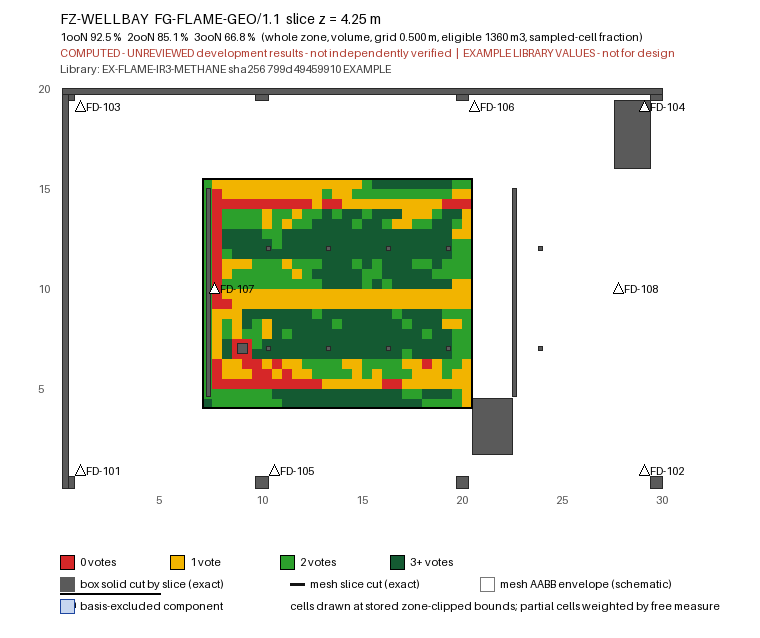 FZ-WELLBAY FG-FLAME-GEO/1.1 slice z = 4.25 m
1ooN 92.5 % 2ooN 85.1 % 3ooN 66.8 % (whole zone, volume, grid 0.500 m, eligible 1360 m3, sampled-cell fraction)
COMPUTED - UNREVIEWED development results - not independently verified | EXAMPLE LIBRARY VALUES - not for design
Library: EX-FLAME-IR3-METHANE sha256 799d49459910 EXAMPLE
20
FD-103
FD-106
FD-104
15
10
FD-107
FD-108
5
FD-101
FD-105
FD-102
5
10
15
20
25
30
0 votes
1 vote
2 votes
3+ votes
box solid cut by slice (exact)
mesh slice cut (exact)
mesh AABB envelope (schematic)
basis-excluded component
cells drawn at stored zone-clipped bounds; partial cells weighted by free measure